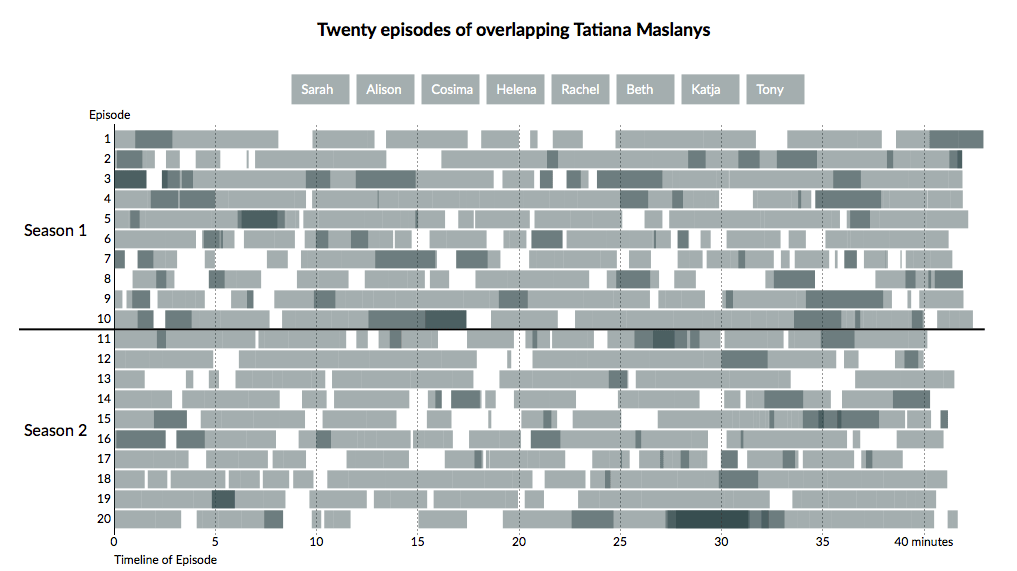 Twenty episodes of overlapping Tatiana Maslanys
Sarah Alison Cosima Helena Rachel Beth Katja Tony
Episode
1
2
3
4
5
Season 1
6
7
8
9
10
11
12
13
14
15
Season 2
16
17
18
19
20
0 5 10 15 20 25 30 35 40 minutes
Timeline of Episode